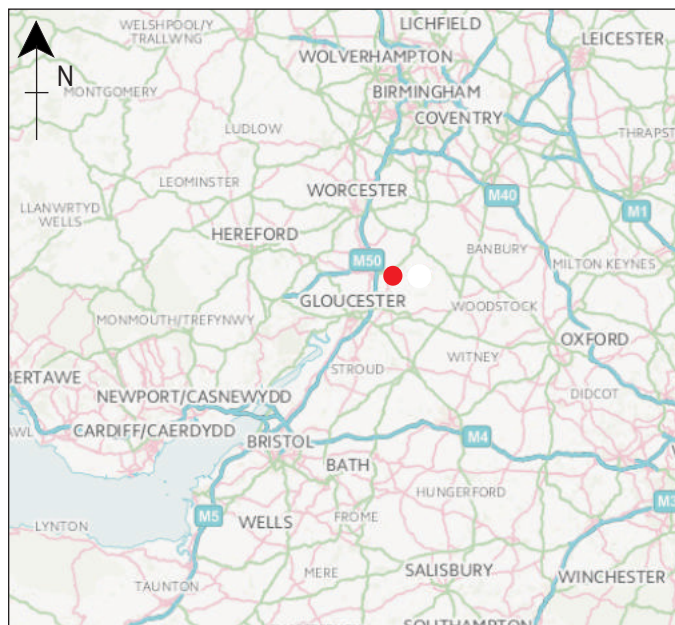 WELSHPOOL/Y
TRALLWNG
LICHFIELD
LEICESTER
WOLVERHAMPTON
N
MONTGOMERY
BIRMINGHAM
COVENTRY
LUDLOW
THRAPST
LEOMINSTER
WORCESTER
M40
LLANWRTYD
WELLS
M1
HEREFORD
BANBURY
M50
MILTON KEYNES
GLOUCESTER
WOODSTOCK
MONMOUTH/TREFYNWY
OXFORD
WITNEY
STROUD
BERTAWE
NEWPORT/CASNEWYDD
DIDCOT
AWL
CARDIFF/CAERDYDD
BRISTOL
M4
BATH
HUNGERFORD
M3
M5
WELLS
FROME
LYNTON
MERE
SALISBURY
WINCHESTER
TAUNTON
SOUTHAMPTON